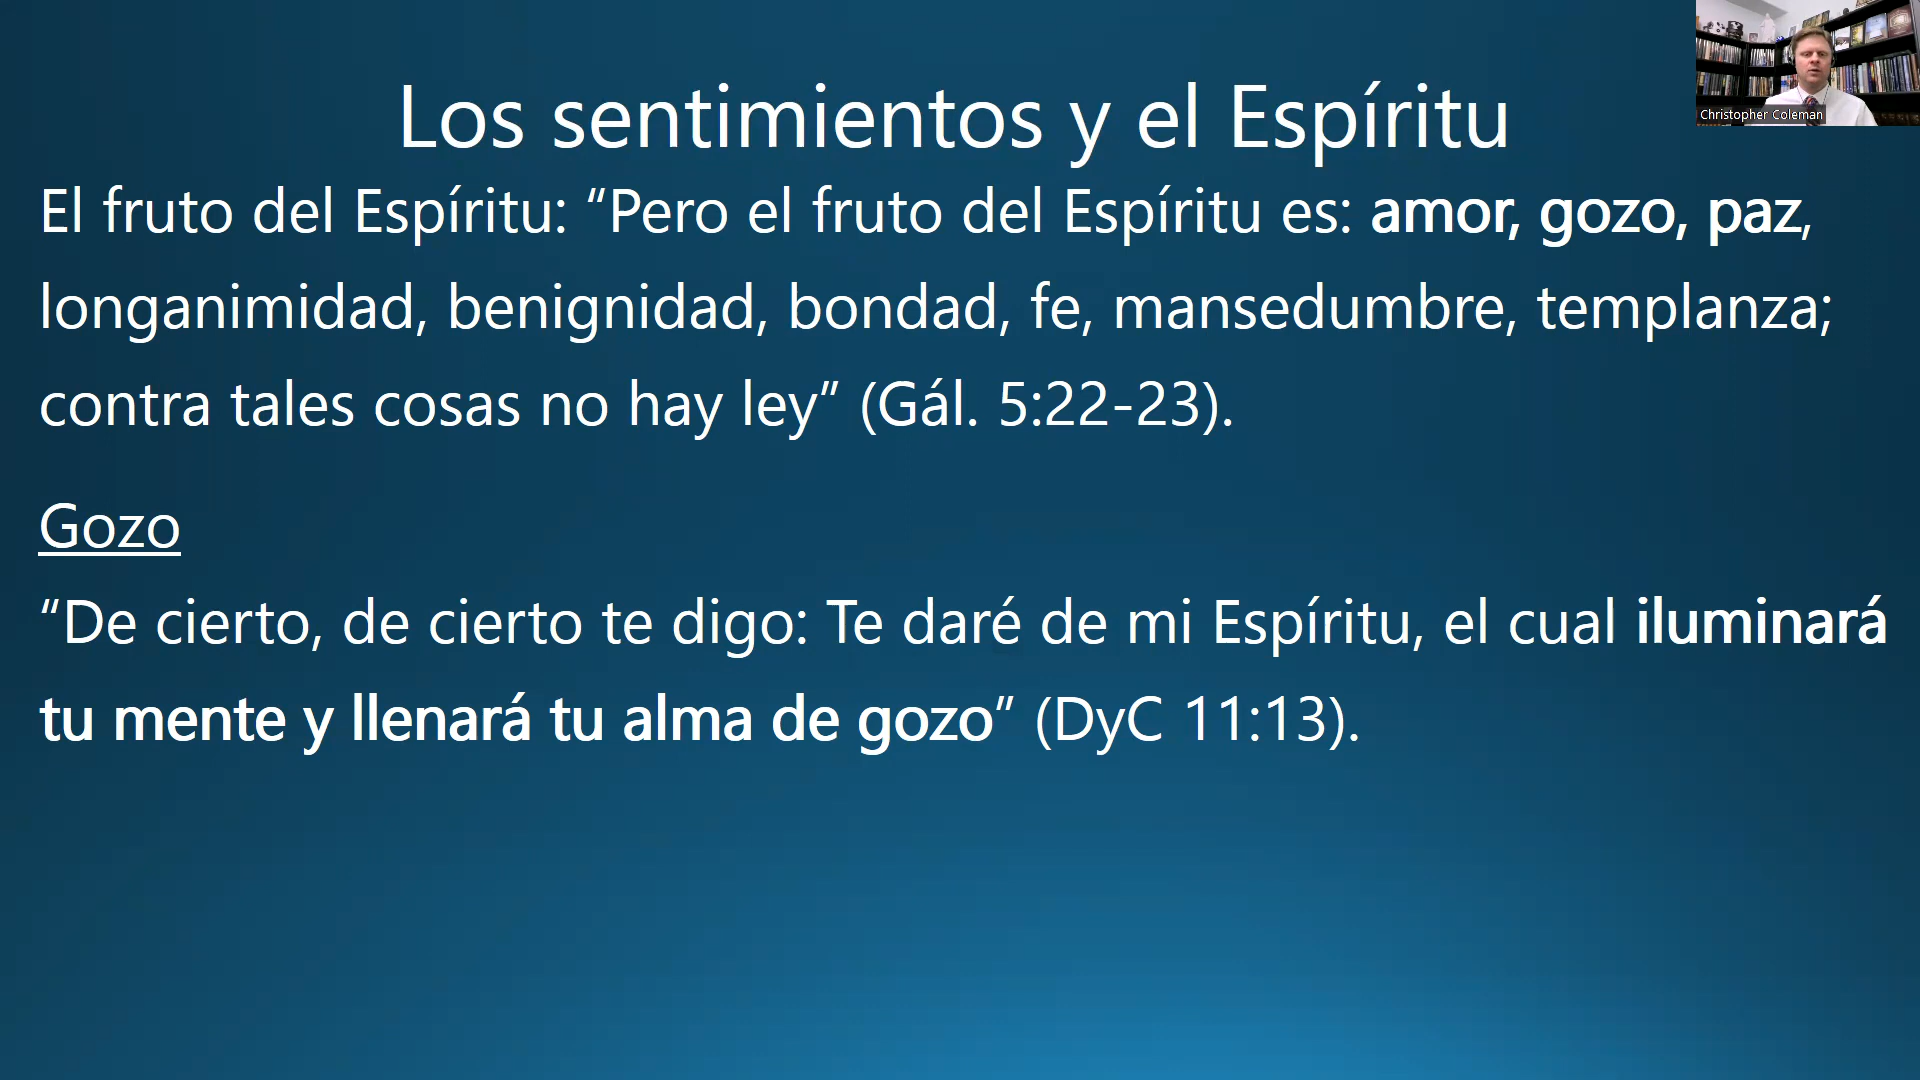 Los sentimientos y el Espíritu
Christopher Coleman
El fruto del Espíritu: “Pero el fruto del Espíritu es: amor, gozo, paz,
longanimidad, benignidad, bondad, fe, mansedumbre, templanza;
contra tales cosas no hay ley” (Gál. 5:22-23).
Gozo
“De cierto, de cierto te digo: Te daré de mi Espíritu, el cual iluminará
tu mente y llenará tu alma de gozo” (DyC 11:13).